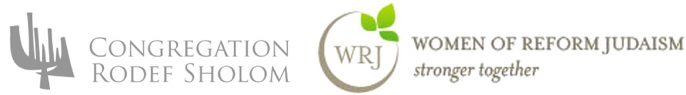 CONGREGATION
RODEF SHOLOM
WRJ
WOMEN OF REFORM JUDAISM
stronger together